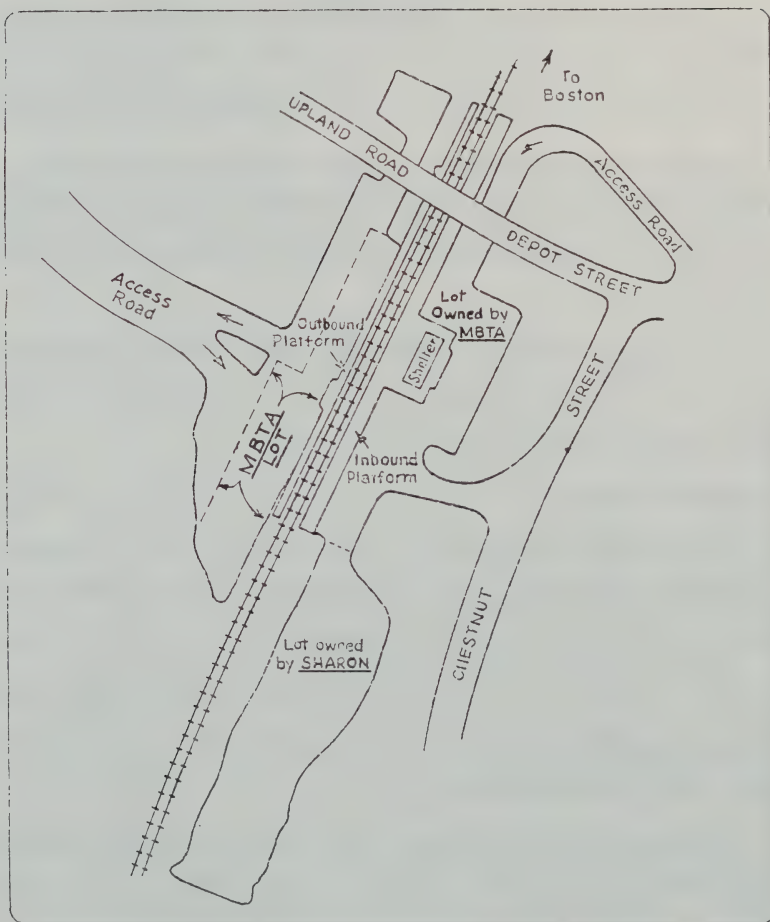 To
Boston
UPLAND ROAD
Access Road
DEPOT STREET
Access
Road
Outbound
Platform
Lot
Owned by
MBTA
Shelter
STREET
MBTA
LOT
Inbound
Platform
CHESTNUT
Lot owned
by SHARON